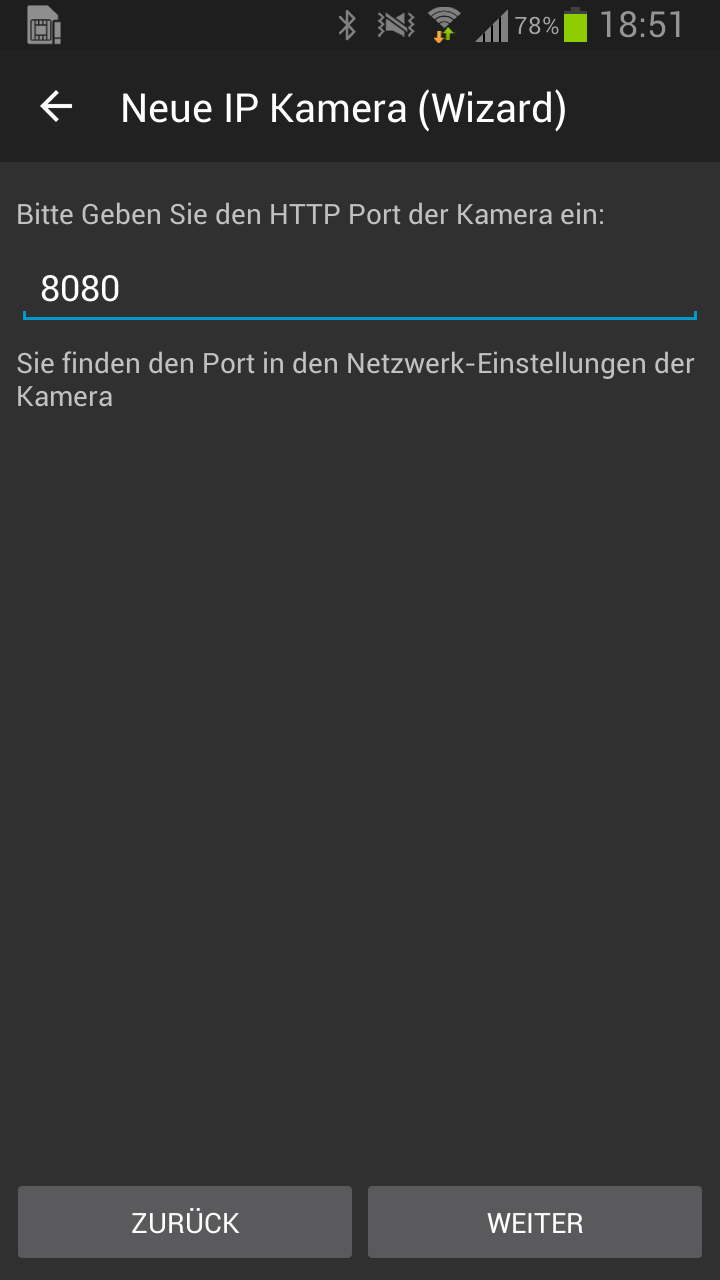 78% 18:51
Neue IP Kamera (Wizard)
Bitte Geben Sie den HTTP Port der Kamera ein:
8080
Sie finden den Port in den Netzwerk-Einstellungen der
Kamera
ZURÜCK WEITER